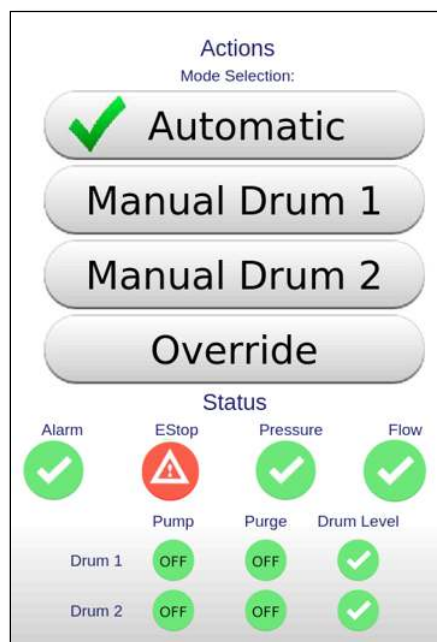 Actions
Mode Selection:
Automatic
Manual Drum 1
Manual Drum 2
Override
Status
Alarm EStop Pressure Flow
Pump Purge Drum Level
Drum 1 OFF OFF
Drum 2 OFF OFF